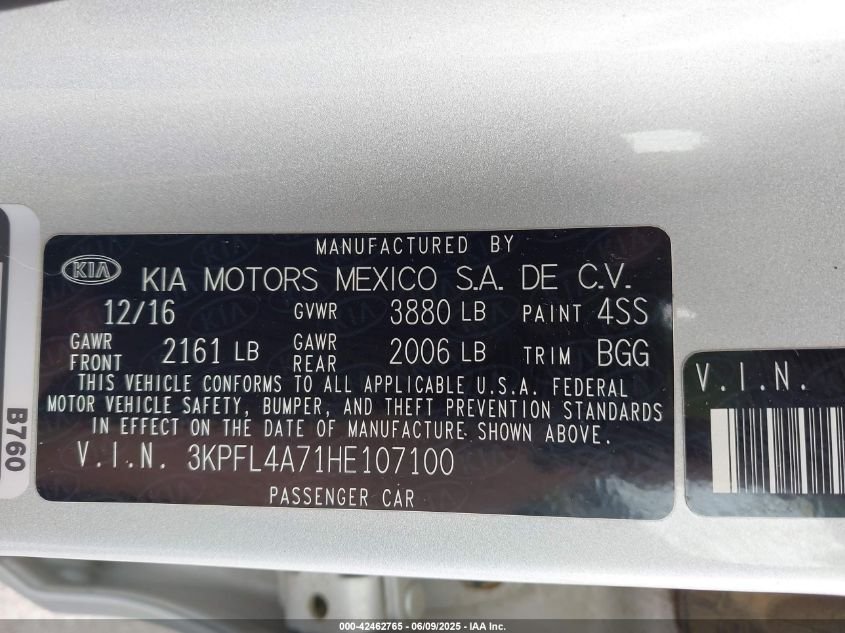 MANUFACTURED BY
KIA KIA MOTORS MEXICO S.A. DE C.V.
12/16 GVWR 3880 LB PAINT 4SS
GAWR FRONT 2161 LB GAWR REAR 2006 LB TRIM BGG
THIS VEHICLE CONFORMS TO ALL APPLICABLE U.S.A. FEDERAL
MOTOR VEHICLE SAFETY, BUMPER, AND THEFT PREVENTION STANDARDS
IN EFFECT ON THE DATE OF MANUFACTURE SHOWN ABOVE.
V.I.N. 3KPFL4A71HE107100
PASSENGER CAR
B760
V.I.N.
000-42462765 - 06/09/2025 - IAA Inc.